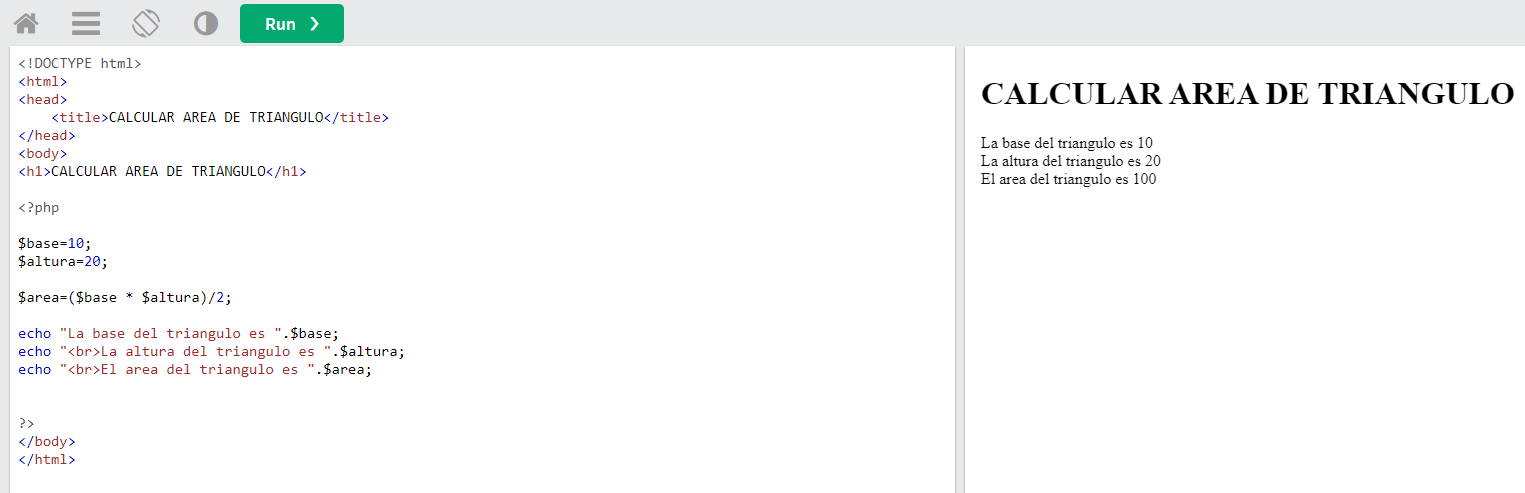 Run ❯
<!DOCTYPE html>
<html>
<head>
    <title>CALCULAR AREA DE TRIANGULO</title>
</head>
<body>
<h1>CALCULAR AREA DE TRIANGULO</h1>
<?php
$base=10;
$altura=20;
$area=($base * $altura)/2;
echo "La base del triangulo es ".$base;
echo "<br>La altura del triangulo es ".$altura;
echo "<br>El area del triangulo es ".$area;
?>
</body>
</html>
CALCULAR AREA DE TRIANGULO
La base del triangulo es 10
La altura del triangulo es 20
El area del triangulo es 100